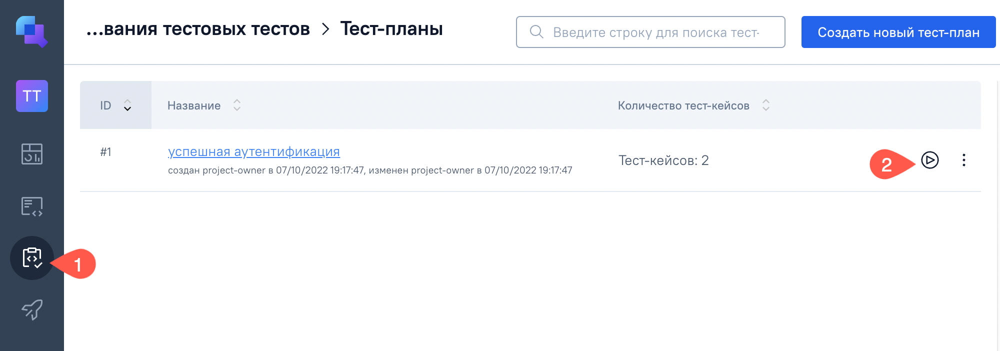 ...вания тестовых тестов > Тест-планы
Введите строку для поиска тест-
Создать новый тест-план
ТТ
ID
Название
Количество тест-кейсов
#1
успешная аутентификация
создан project-owner в 07/10/2022 19:17:47, изменен project-owner в 07/10/2022 19:17:47
Тест-кейсов: 2
2
1